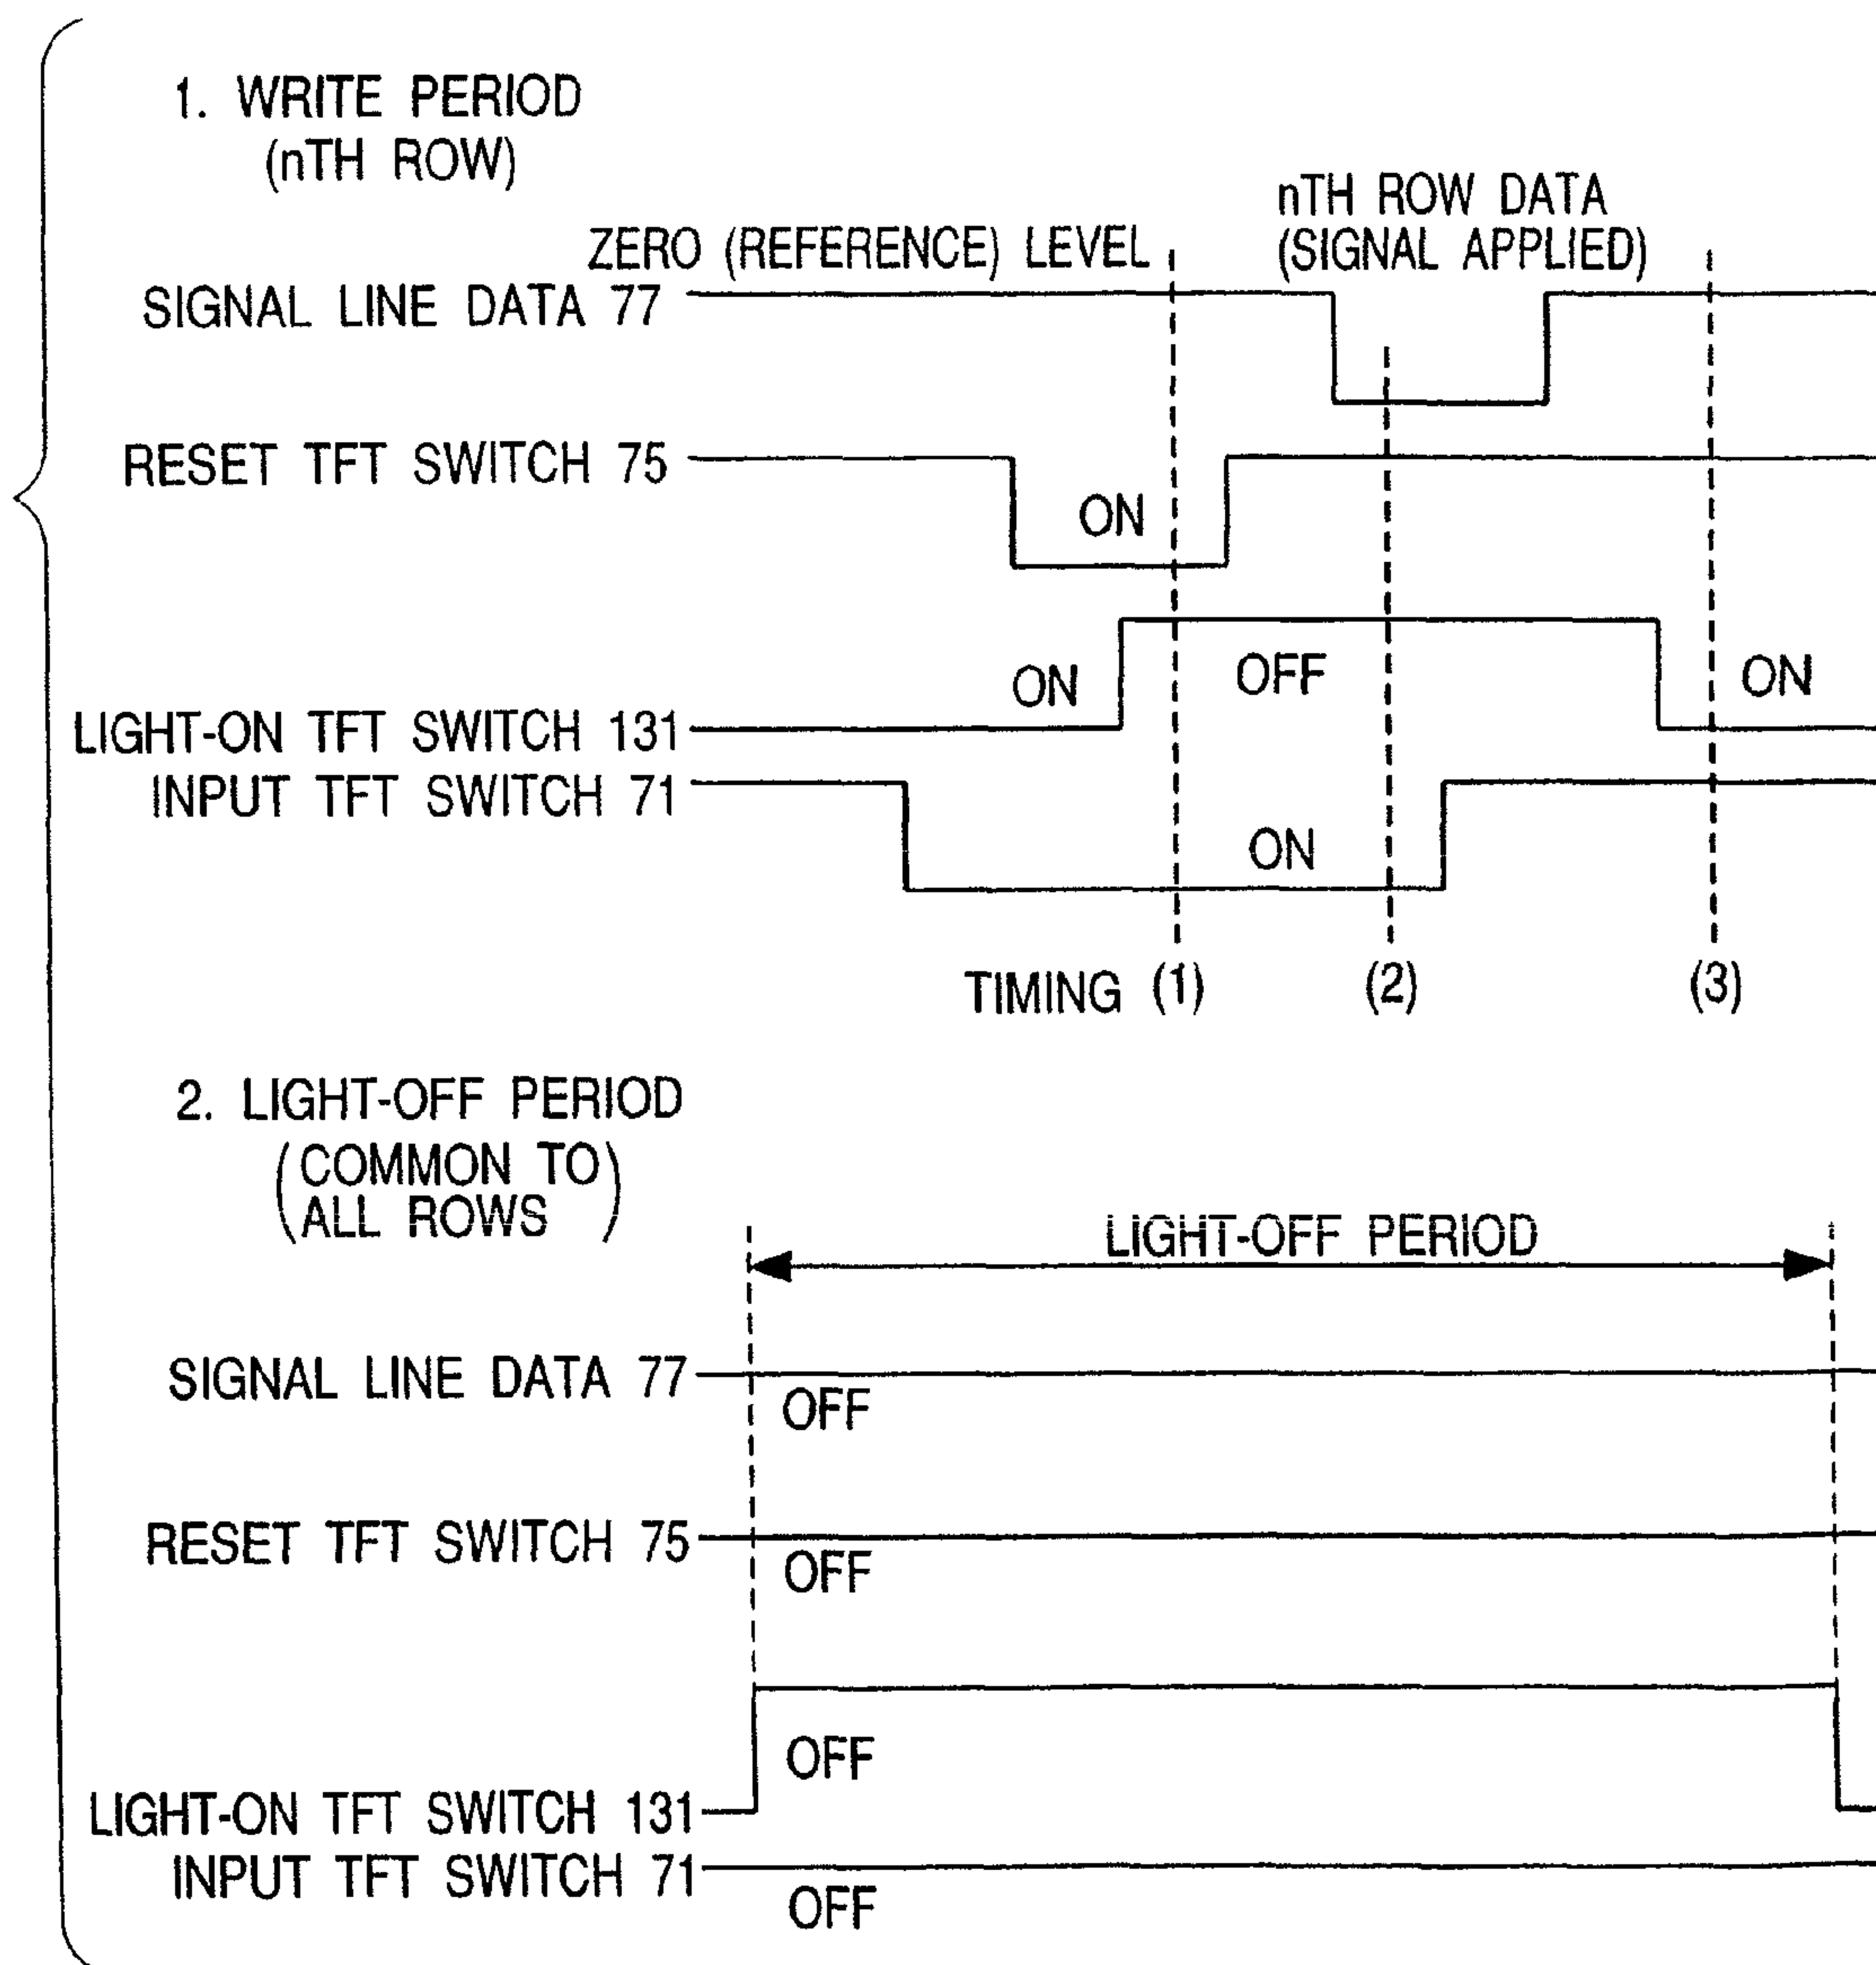 1. WRITE PERIOD
(nTH ROW)
nTH ROW DATA
ZERO (REFERENCE) LEVEL
(SIGNAL APPLIED)
SIGNAL LINE DATA 77
RESET TFT SWITCH 75
ON
ON
OFF
ON
LIGHT-ON TFT SWITCH 131
INPUT TFT SWITCH 71
ON
TIMING (1)
(2)
(3)
2. LIGHT-OFF PERIOD
(COMMON TO
ALL ROWS)
LIGHT-OFF PERIOD
SIGNAL LINE DATA 77
OFF
RESET TFT SWITCH 75
OFF
OFF
LIGHT-ON TFT SWITCH 131
INPUT TFT SWITCH 71
OFF